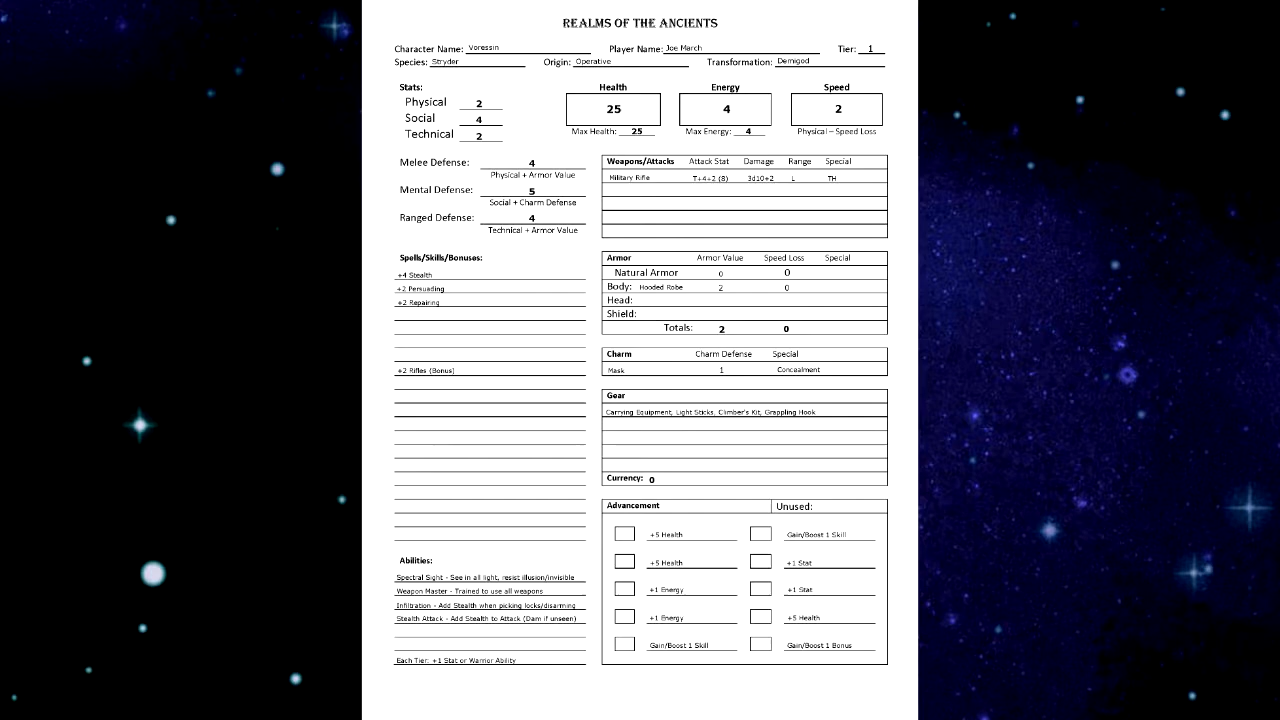 REALMS OF THE ANCIENTS
Character Name: Voressin Player Name: Joe March Tier: 1
Species: Stryder Origin: Operative Transformation: Demigod
Stats:
Physical 2
Social 4
Technical 2
Health Energy Speed
25 4 2
Max Health: 25 Max Energy: 4 Physical – Speed Loss
Melee Defense: 4
Physical + Armor Value
Mental Defense: 5
Social + Charm Defense
Ranged Defense: 4
Technical + Armor Value
Weapons/Attacks Attack Stat Damage Range Special
Military Rifle T+4+2 (8) 3d10+2 L TH
Spells/Skills/Bonuses:
+4 Stealth
+2 Persuading
+2 Repairing
+2 Rifles (Bonus)
Armor Armor Value Speed Loss Special
Natural Armor 0 0
Body: Hooded Robe 2 0
Head:
Shield:
Totals: 2 0
Charm Charm Defense Special
Mask 1 Concealment
Gear
Carrying Equipment, Light Sticks, Climber's Kit, Grappling Hook
Currency: 0
Abilities:
Spectral Sight - See in all light, resist illusion/invisible
Weapon Master - Trained to use all weapons
Infiltration - Add Stealth when picking locks/disarming
Stealth Attack - Add Stealth to Attack (Dam if unseen)
Each Tier: +1 Stat or Warrior Ability
Advancement Unused:
+5 Health Gain/Boost 1 Skill
+5 Health +1 Stat
+1 Energy +1 Stat
+1 Energy +5 Health
Gain/Boost 1 Skill Gain/Boost 1 Bonus